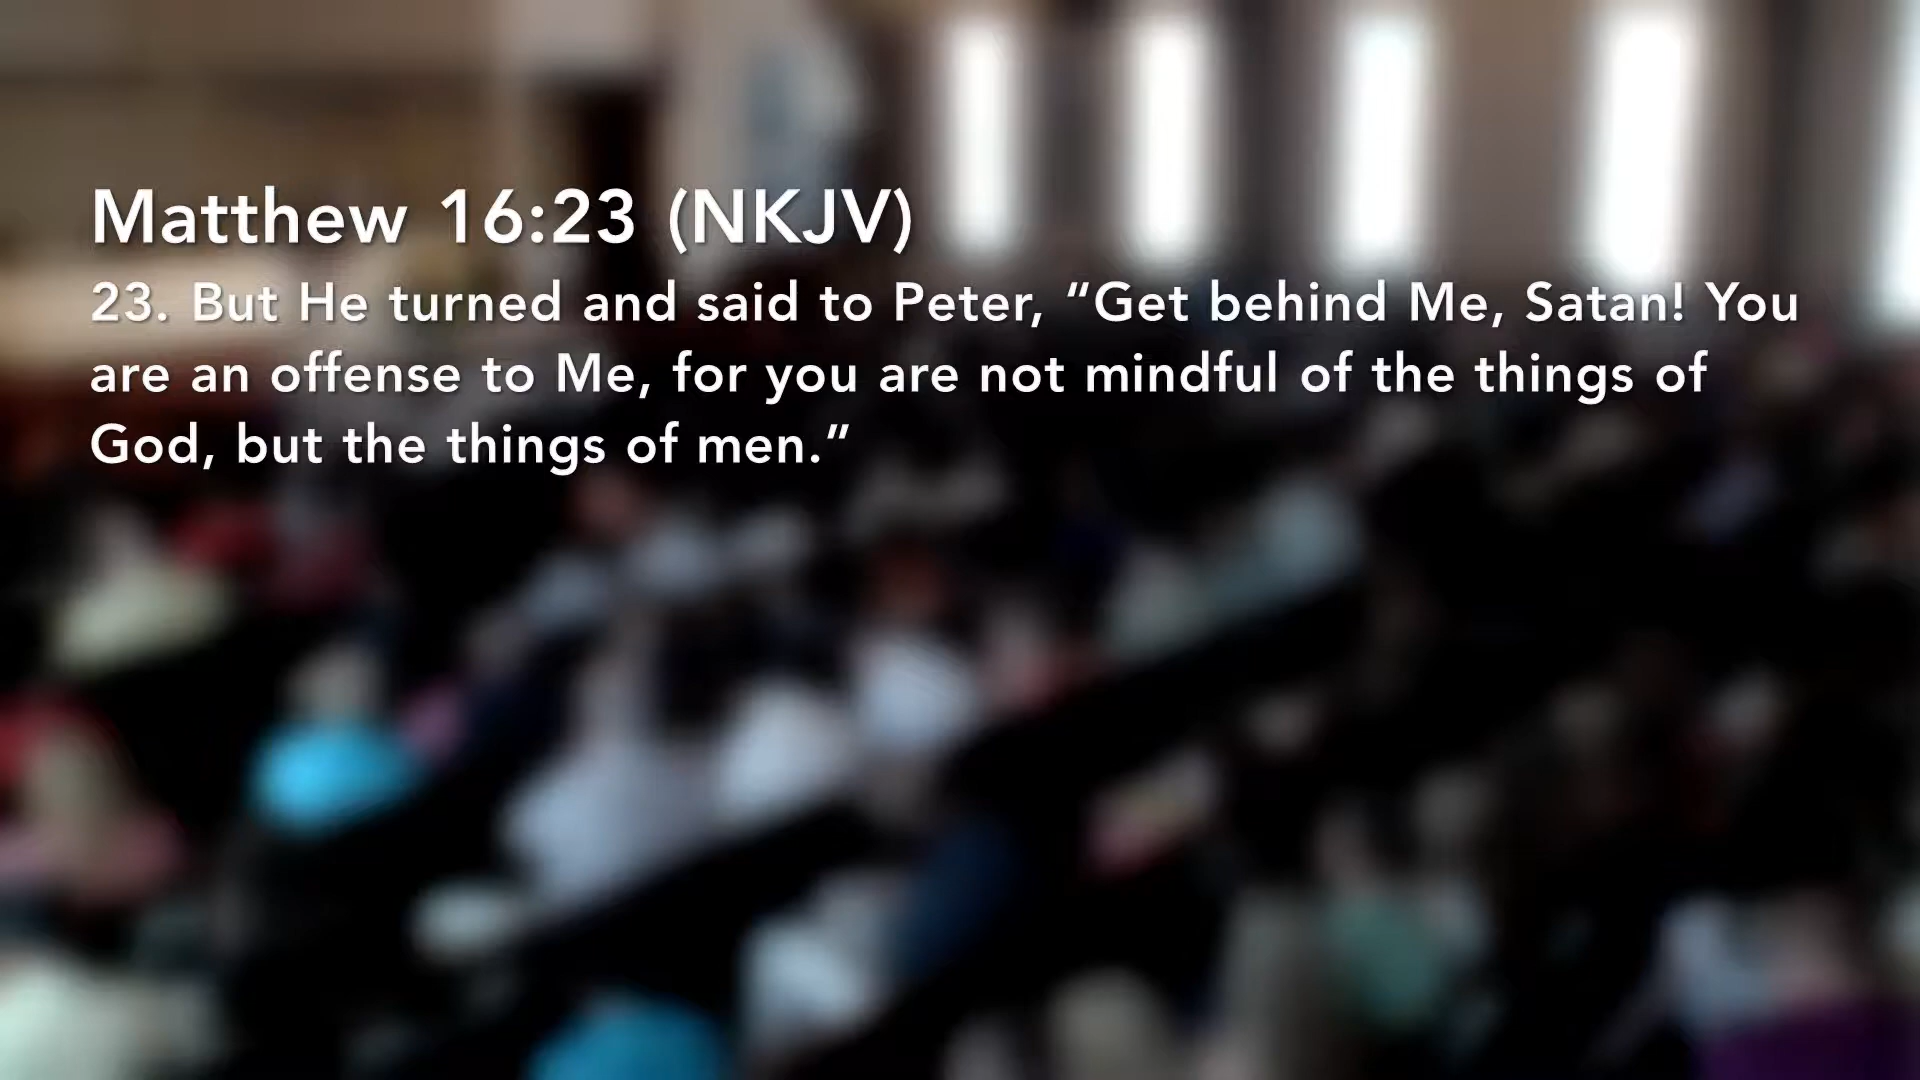 Matthew 16:23 (NKJV)
23. But He turned and said to Peter, “Get behind Me, Satan! You
are an offense to Me, for you are not mindful of the things of
God, but the things of men.”